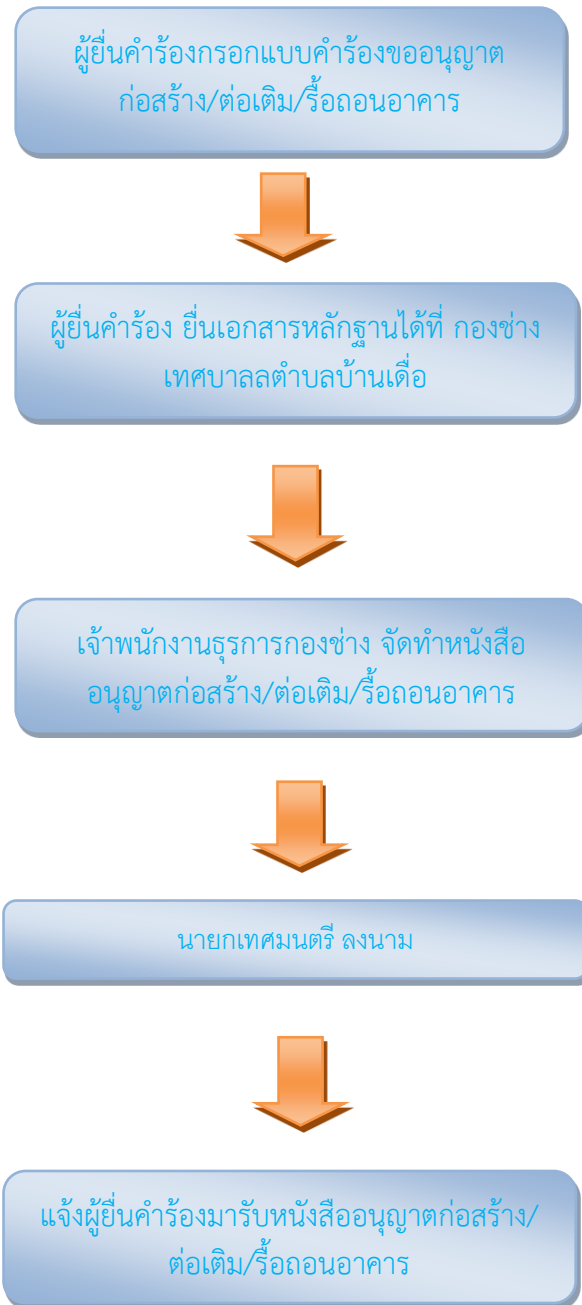 ผู้ยื่นคำร้องกรอกแบบคำร้องขออนุญาต
ก่อสร้าง/ต่อเติม/รื้อถอนอาคาร
ผู้ยื่นคำร้อง ยื่นเอกสารหลักฐานได้ที่ กองช่าง
เทศบาลลตำบลบ้านเดื่อ
เจ้าพนักงานธุรการกองช่าง จัดทำหนังสือ
อนุญาตก่อสร้าง/ต่อเติม/รื้อถอนอาคาร
นายกเทศมนตรี ลงนาม
แจ้งผู้ยื่นคำร้องมารับหนังสืออนุญาตก่อสร้าง/
ต่อเติม/รื้อถอนอาคาร